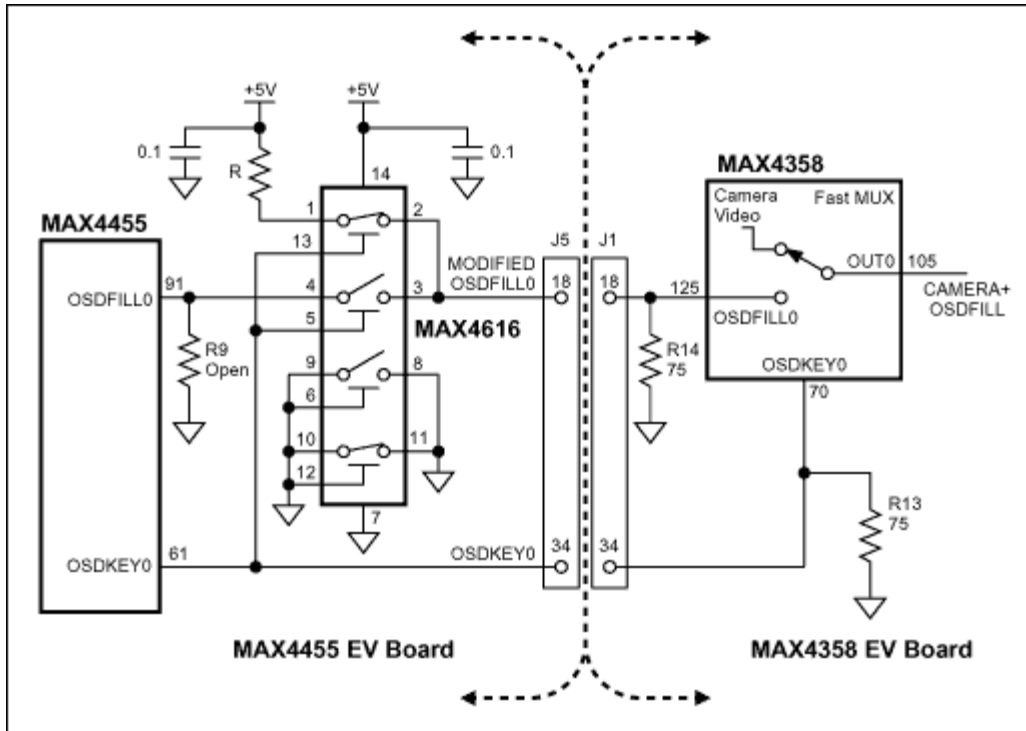 +5V
+5V
0.1
R
0.1
14
MAX4455
1
2
13
OSDFILL0
91
4
3
5
MAX4616
R9
Open
9
8
6
10
11
12
7
OSDKEY0
61
MODIFIED
OSDFILL0
OSDKEY0
J5
J1
18
18
34
34
MAX4358
Camera
Video
Fast MUX
OUT0
105
CAMERA+
OSDFILL
125
OSDFILL0
R14
75
OSDKEY0
70
R13
75
MAX4455 EV Board
MAX4358 EV Board